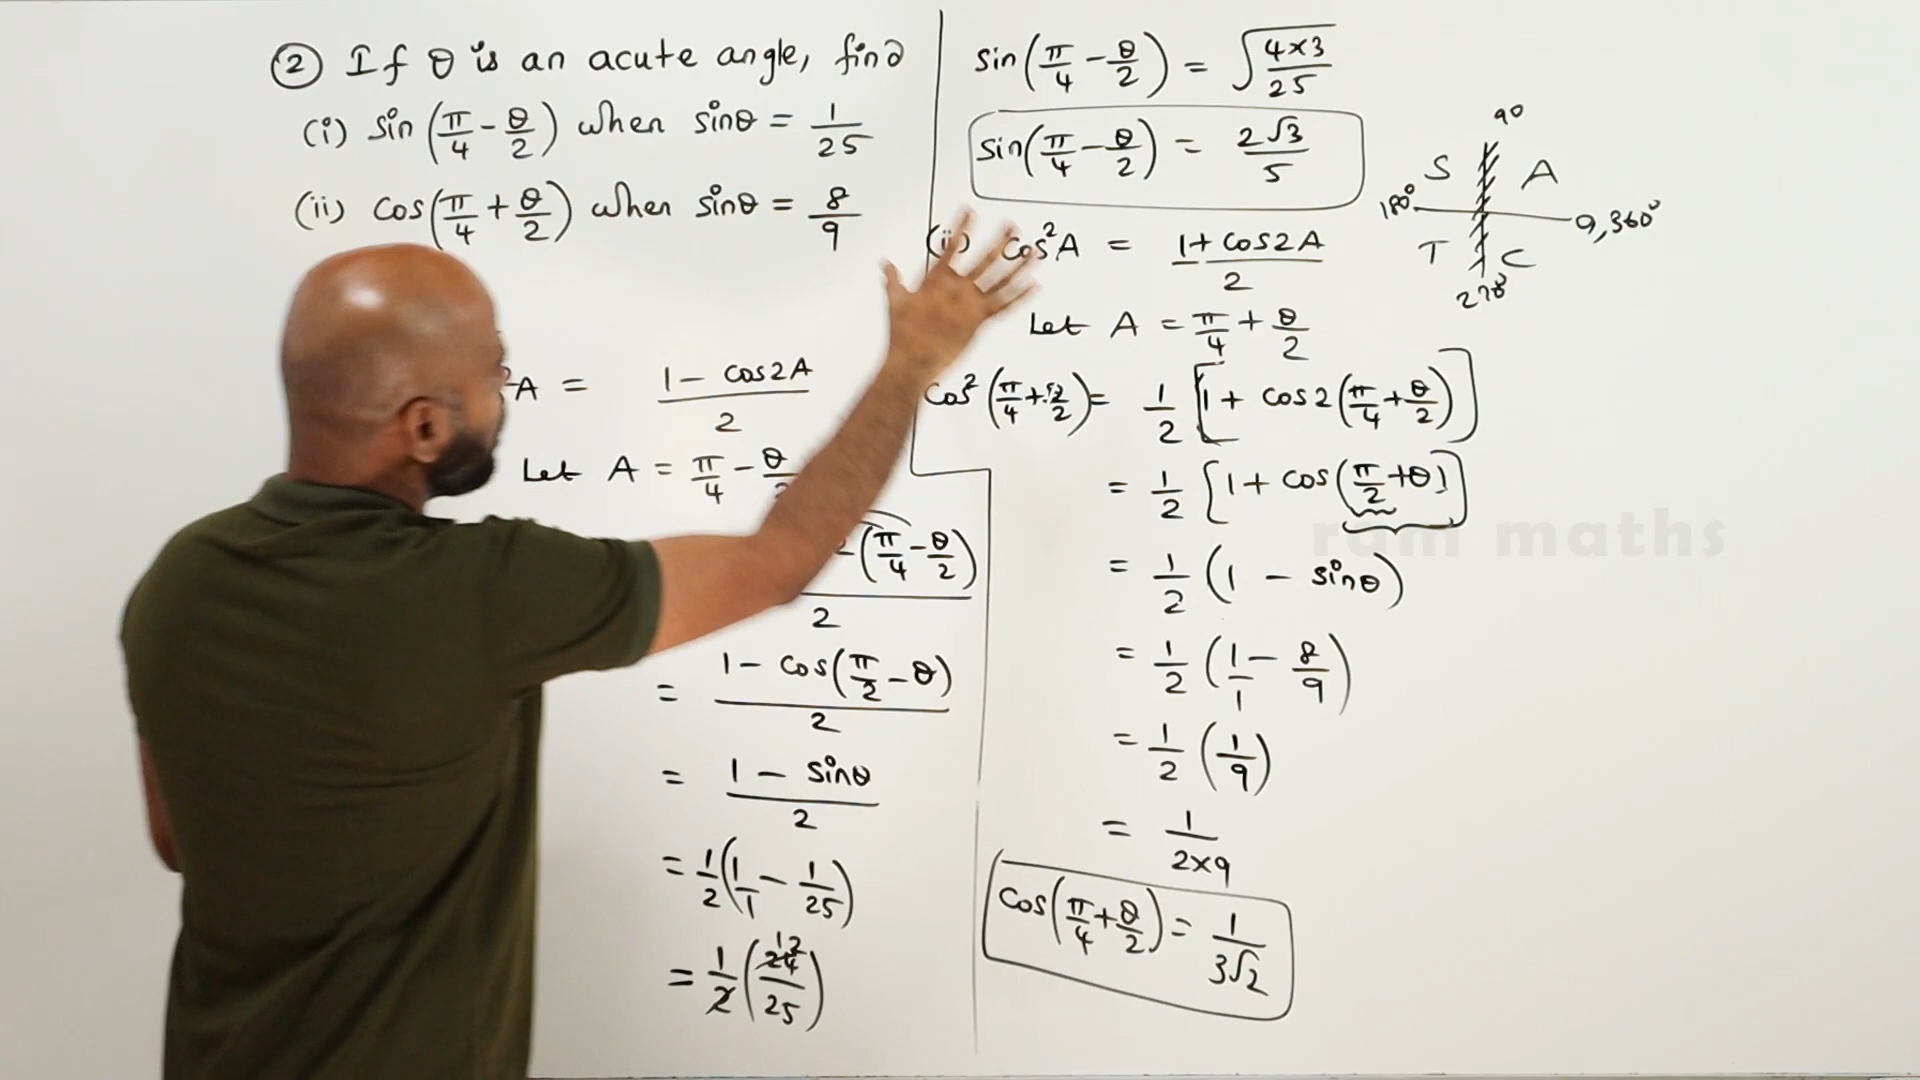 ② If θ is an acute angle, find
(i) sin(π/4 - θ/2) when sinθ = 1/25
(ii) cos(π/4 + θ/2) when sinθ = 8/9
²A = (1 - cos2A)/2
Let A = π/4 - θ/2
(π/4 - θ/2)
2
= (1 - cos(π/2 - θ))/2
= (1 - sinθ)/2
= 1/2(1/1 - 1/25)
= 1/2(24/25) 12
sin(π/4 - θ/2) = √(4×3/25)
sin(π/4 - θ/2) = 2√3/5
(ii) cos²A = (1 + cos2A)/2
Let A = π/4 + θ/2
cos²(π/4 + θ/2) = 1/2[1 + cos2(π/4 + θ/2)]
= 1/2[1 + cos(π/2 + θ)]
= 1/2(1 - sinθ)
= 1/2(1/1 - 8/9)
= 1/2(1/9)
= 1/(2×9)
cos(π/4 + θ/2) = 1/(3√2)
90
S A
180° 0,360°
T C
270°
ram maths